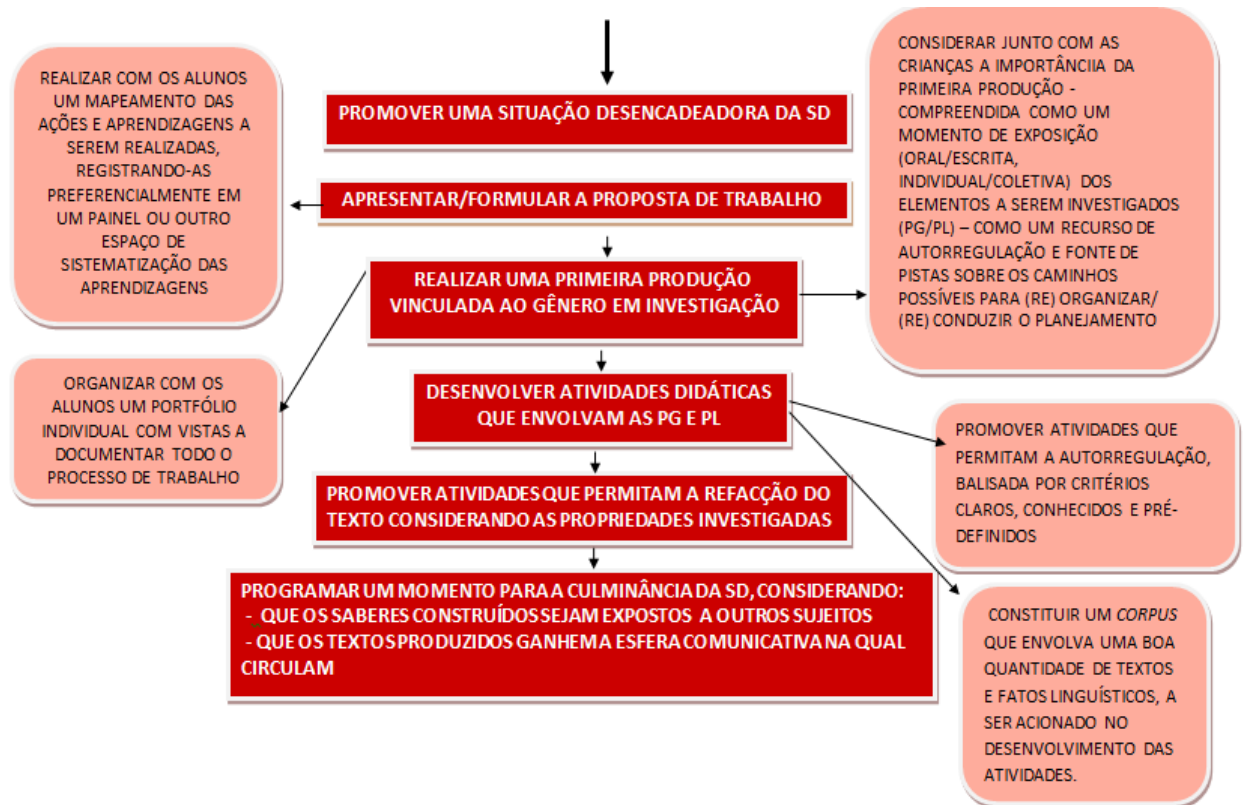 REALIZAR COM OS ALUNOS
UM MAPEAMENTO DAS
AÇÕES E APRENDIZAGENS A
SEREM REALIZADAS,
REGISTRANDO-AS
PREFERENCIALMENTE EM
UM PAINEL OU OUTRO
ESPAÇO DE
SISTEMATIZAÇÃO DAS
APRENDIZAGENS
PROMOVER UMA SITUAÇÃO DESENCADEADORA DA SD
APRESENTAR/FORMULAR A PROPOSTA DE TRABALHO
REALIZAR UMA PRIMEIRA PRODUÇÃO
VINCULADA AO GÊNERO EM INVESTIGAÇÃO
CONSIDERAR JUNTO COM AS
CRIANÇAS A IMPORTÂNCIIA DA
PRIMEIRA PRODUÇÃO -
COMPREENDIDA COMO UM
MOMENTO DE EXPOSIÇÃO
(ORAL/ESCRITA,
INDIVIDUAL/COLETIVA) DOS
ELEMENTOS A SEREM INVESTIGADOS
(PG/PL) – COMO UM RECURSO DE
AUTORREGULAÇÃO E FONTE DE
PISTAS SOBRE OS CAMINHOS
POSSÍVEIS PARA (RE) ORGANIZAR/
(RE) CONDUZIR O PLANEJAMENTO
ORGANIZAR COM OS
ALUNOS UM PORTFÓLIO
INDIVIDUAL COM VISTAS A
DOCUMENTAR TODO O
PROCESSO DE TRABALHO
DESENVOLVER ATIVIDADES DIDÁTICAS
QUE ENVOLVAM AS PG E PL
PROMOVER ATIVIDADES QUE
PERMITAM A AUTORREGULAÇÃO,
BALISADA POR CRITÉRIOS
CLAROS, CONHECIDOS E PRÉ-
DEFINIDOS
PROMOVER ATIVIDADES QUE PERMITAM A REFACÇÃO DO
TEXTO CONSIDERANDO AS PROPRIEDADES INVESTIGADAS
PROGRAMAR UM MOMENTO PARA A CULMINÂNCIA DA SD, CONSIDERANDO:
- QUE OS SABERES CONSTRUÍDOS SEJAM EXPOSTOS A OUTROS SUJEITOS
- QUE OS TEXTOS PRODUZIDOS GANHEM A ESFERA COMUNICATIVA NA QUAL
CIRCULAM
CONSTITUIR UM CORPUS
QUE ENVOLVA UMA BOA
QUANTIDADE DE TEXTOS
E FATOS LINGUÍSTICOS, A
SER ACIONADO NO
DESENVOLVIMENTO DAS
ATIVIDADES.